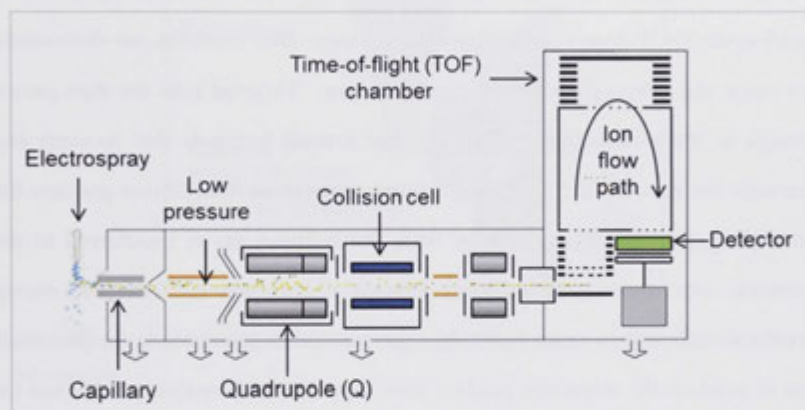 Time-of-flight (TOF)
chamber
Ion
flow
path
Electrospray
Low
pressure
Collision cell
Detector
Capillary
Quadrupole (Q)